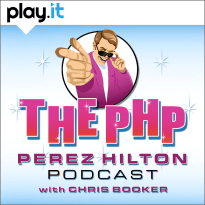 play.it
THE PHP
PEREZ HILTON
PODCAST
with CHRIS BOOKER